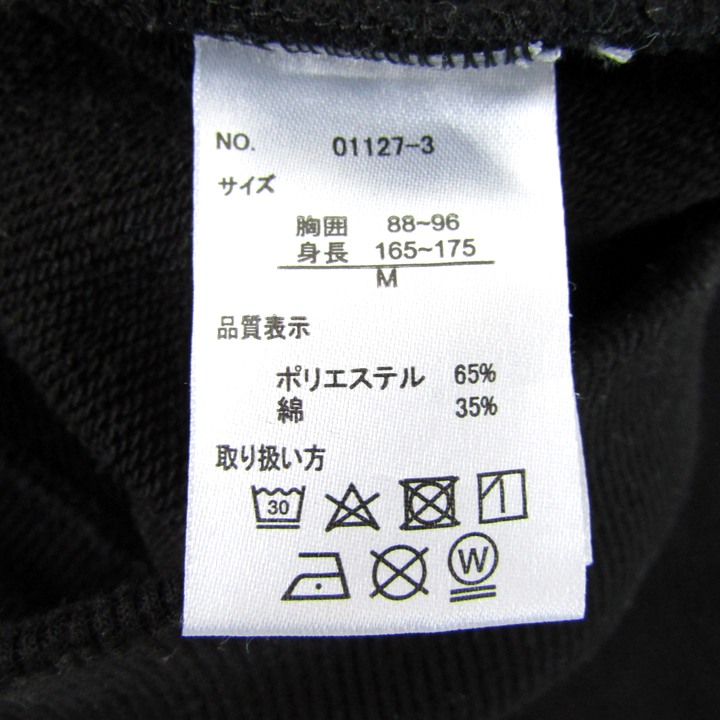 NO. 01127-3
サイズ
胸囲 88~96
身長 165~175
M
品質表示
ポリエステル 65%
綿 35%
取り扱い方
30
W